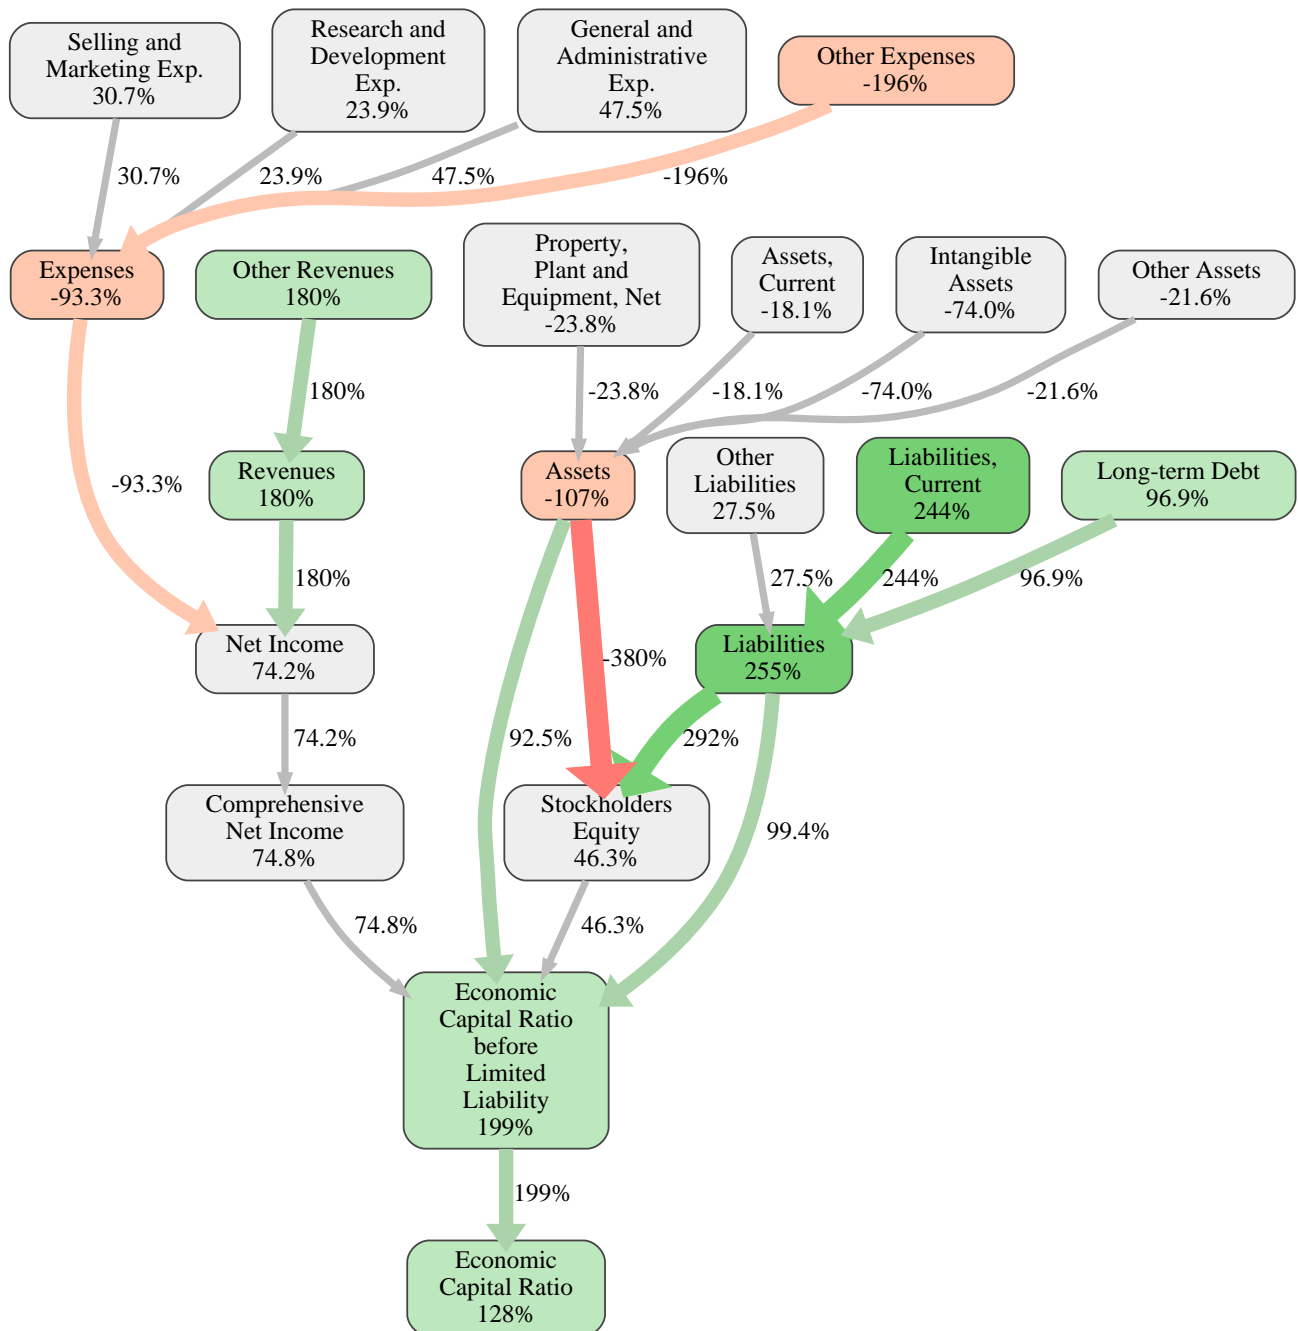 Selling and
Marketing Exp.
30.7%
Research and
Development
Exp.
23.9%
General and
Administrative
Exp.
47.5%
Other Expenses
-196%
30.7%
23.9%
47.5%
-196%
Expenses
-93.3%
Other Revenues
180%
Property,
Plant and
Equipment, Net
-23.8%
Assets,
Current
-18.1%
Intangible
Assets
-74.0%
Other Assets
-21.6%
180%
-23.8%
-18.1%
-74.0%
-21.6%
-93.3%
Revenues
180%
Assets
-107%
Other
Liabilities
27.5%
Liabilities,
Current
244%
Long-term Debt
96.9%
180%
27.5%
244%
96.9%
Net Income
74.2%
-380%
Liabilities
255%
74.2%
92.5%
292%
Comprehensive
Net Income
74.8%
Stockholders
Equity
46.3%
99.4%
74.8%
46.3%
Economic
Capital Ratio
before
Limited
Liability
199%
199%
Economic
Capital Ratio
128%